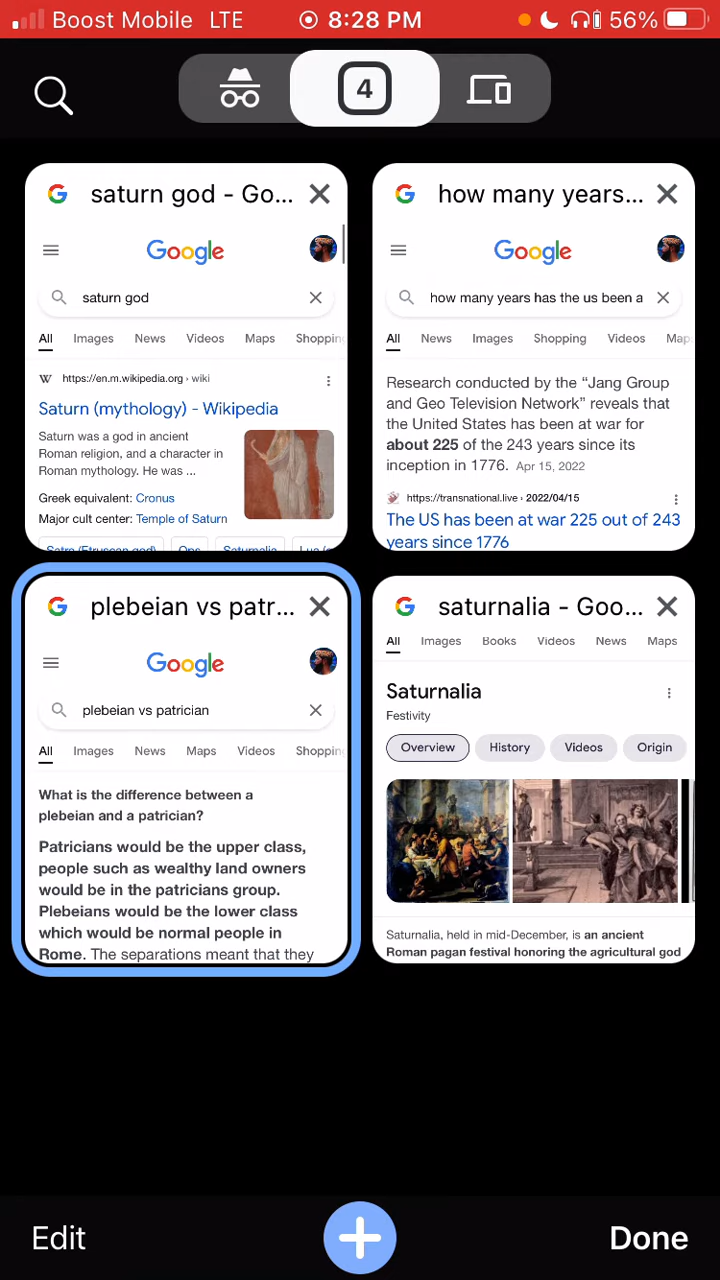 Boost Mobile LTE 8:28 PM 56%
4
saturn god - Go...
Google
saturn god
All Images News Videos Maps Shoppin
W https://en.m.wikipedia.org › wiki
Saturn (mythology) - Wikipedia
Saturn was a god in ancient
Roman religion, and a character in
Roman mythology. He was ...
Greek equivalent: Cronus
Major cult center: Temple of Saturn
Satre (Etruscan god) Ops Saturnalia
how many years...
Google
how many years has the us been a
All News Images Shopping Videos Map
Research conducted by the “Jang Group
and Geo Television Network” reveals that
the United States has been at war for
about 225 of the 243 years since its
inception in 1776. Apr 15, 2022
https://transnational.live › 2022/04/15
The US has been at war 225 out of 243
years since 1776
plebeian vs patr...
Google
plebeian vs patrician
All Images News Maps Videos Shoppin
What is the difference between a
plebeian and a patrician?
Patricians would be the upper class,
people such as wealthy land owners
would be in the patricians group.
Plebeians would be the lower class
which would be normal people in
Rome. The separations meant that they
saturnalia - Goo...
All Images Books Videos News Maps
Saturnalia
Festivity
Overview History Videos Origin
Saturnalia, held in mid-December, is an ancient
Roman pagan festival honoring the agricultural god
Edit Done